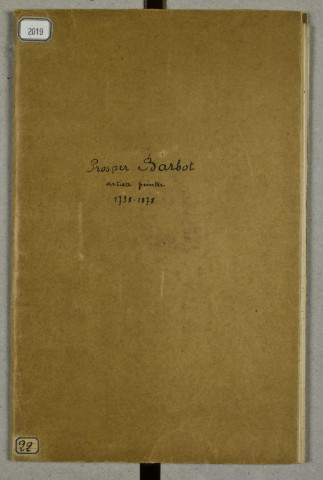 2019
Prosper Barbot
artiste peintre
1798-1878
22